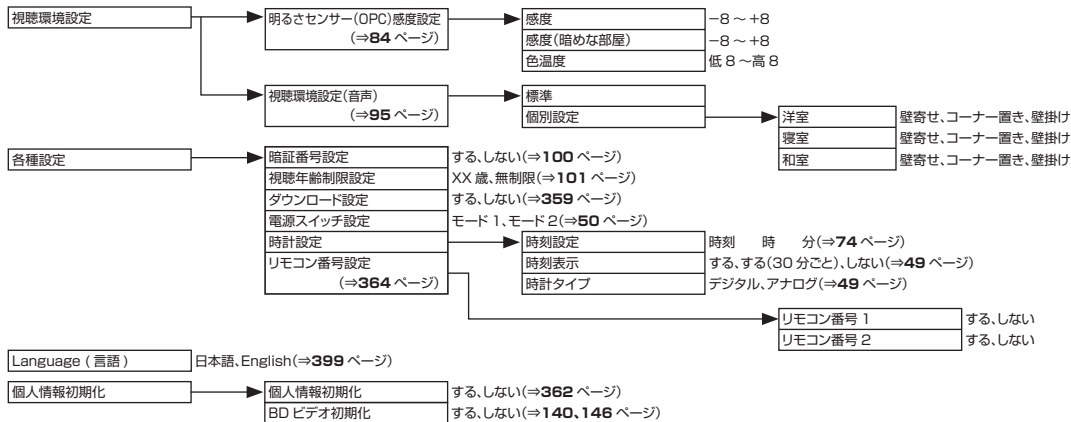 視聴環境設定
明るさセンサー(OPC)感度設定
(⇒84 ページ)
感度
−8 ～ +8
感度(暗めな部屋)
−8 ～ +8
色温度
低 8 ～高 8
視聴環境設定(音声)
(⇒95 ページ)
標準
個別設定
洋室
壁寄せ、コーナー置き、壁掛け
寝室
壁寄せ、コーナー置き、壁掛け
和室
壁寄せ、コーナー置き、壁掛け
各種設定
暗証番号設定
する、しない(⇒100 ページ)
視聴年齢制限設定
XX 歳、無制限(⇒101 ページ)
ダウンロード設定
する、しない(⇒359 ページ)
電源スイッチ設定
モード 1、モード 2(⇒50 ページ)
時計設定
時刻設定
時刻　時　分(⇒74 ページ)
時刻表示
する、する(30 分ごと)、しない(⇒49 ページ)
時計タイプ
デジタル、アナログ(⇒49 ページ)
リモコン番号設定
(⇒364 ページ)
リモコン番号 1
する、しない
リモコン番号 2
する、しない
Language ( 言語 )
日本語、English(⇒399 ページ)
個人情報初期化
個人情報初期化
する、しない(⇒362 ページ)
BD ビデオ初期化
する、しない(⇒140、146 ページ)